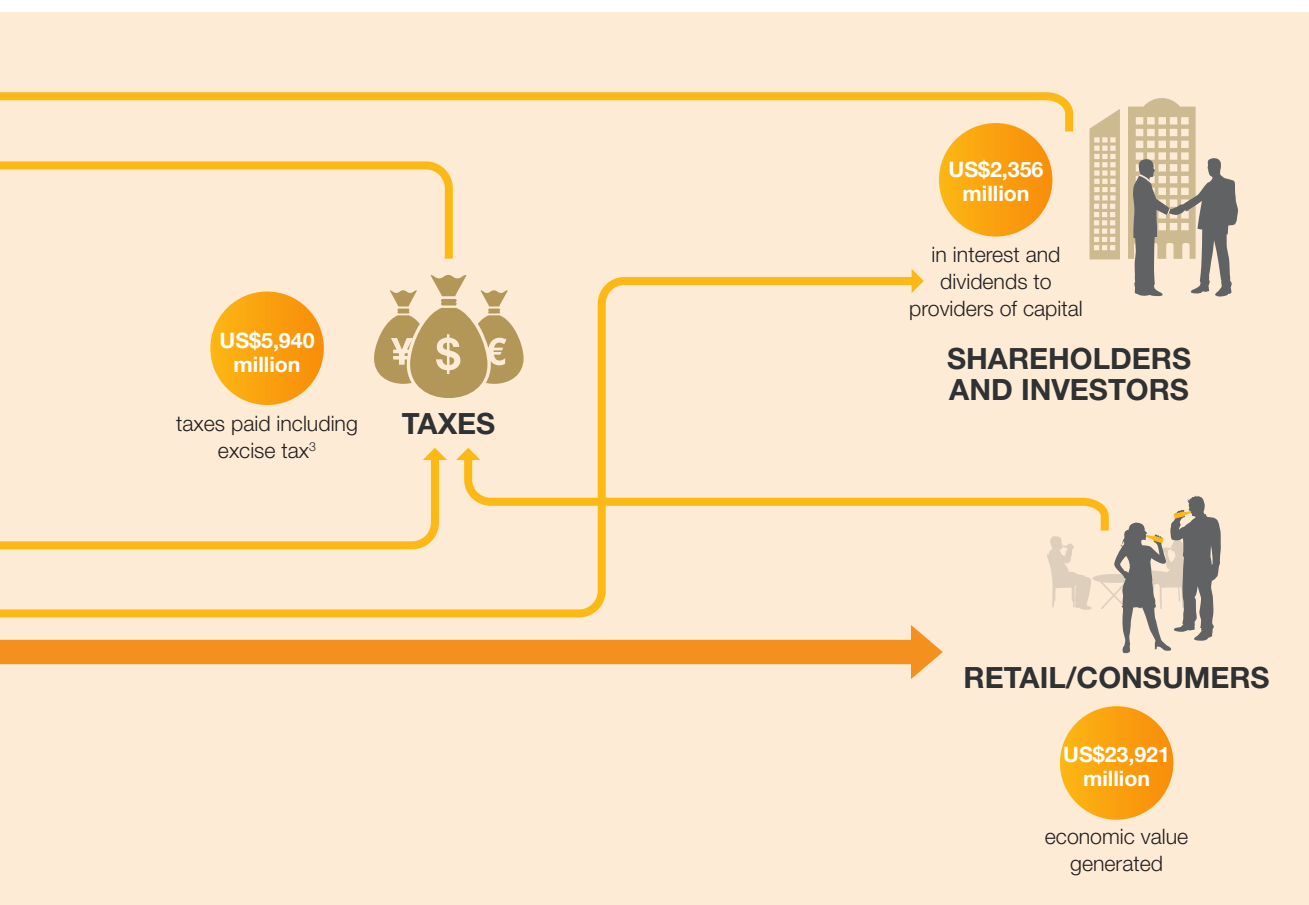 US$2,356
million
in interest and
dividends to
providers of capital
SHAREHOLDERS
AND INVESTORS
US$5,940
million
taxes paid including
excise tax³
¥ $ €
TAXES
RETAIL/CONSUMERS
US$23,921
million
economic value
generated